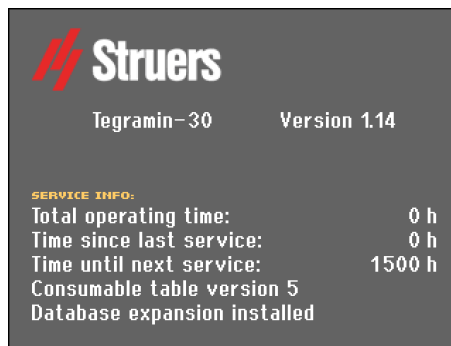 Struers
Tegramin-30 Version 1.14
SERVICE INFO:
Total operating time: 0 h
Time since last service: 0 h
Time until next service: 1500 h
Consumable table version 5
Database expansion installed